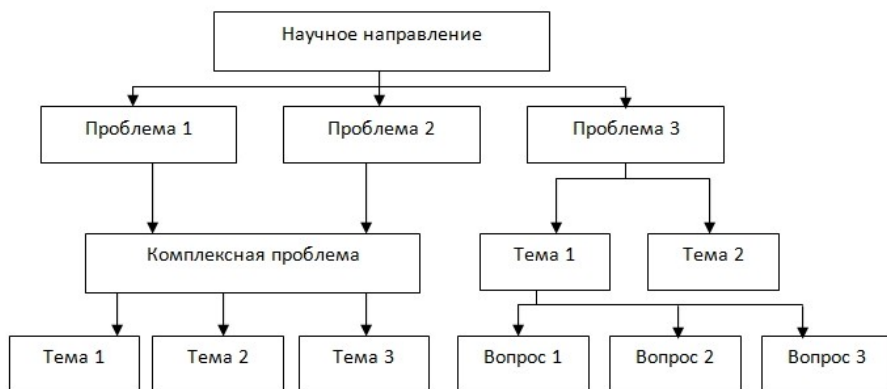 Научное направление
Проблема 1
Проблема 2
Проблема 3
Комплексная проблема
Тема 1
Тема 2
Тема 1
Тема 2
Тема 3
Вопрос 1
Вопрос 2
Вопрос 3